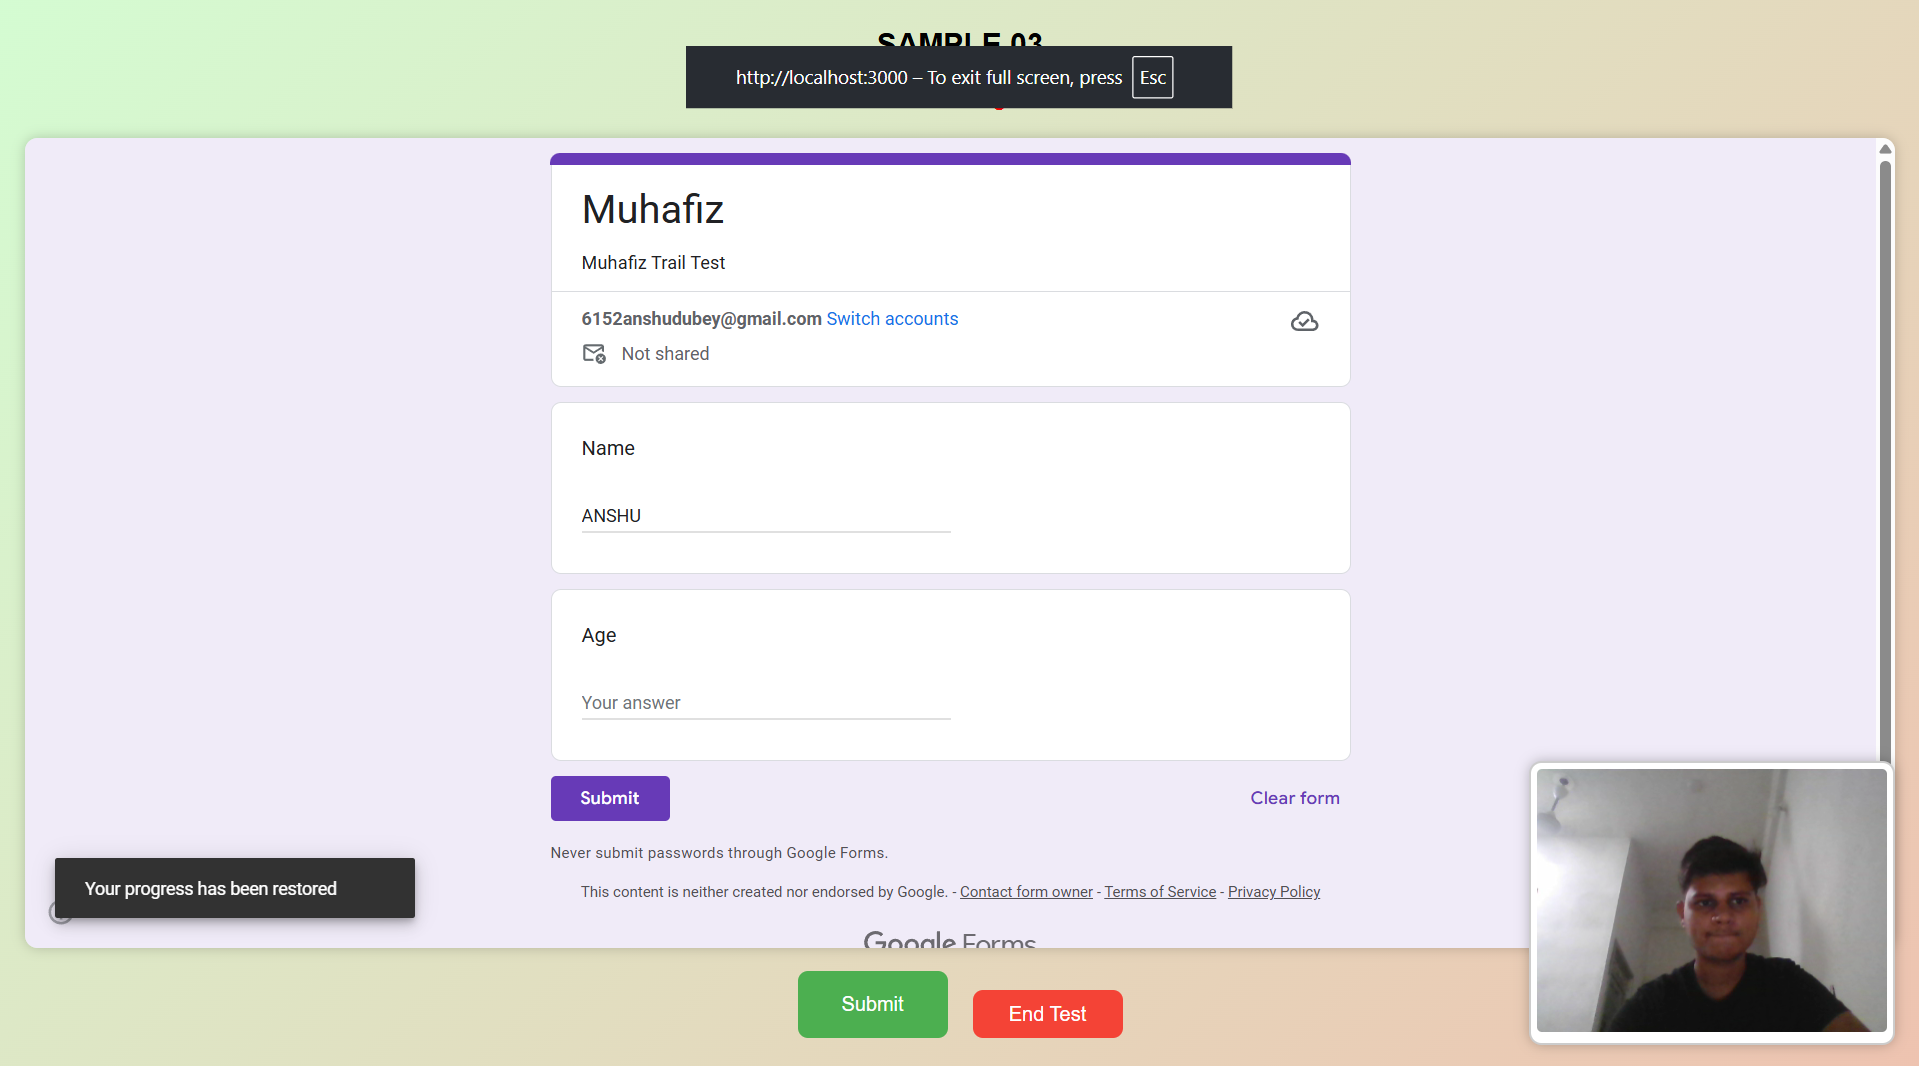 SAMPLE 03
http://localhost:3000 – To exit full screen, press Esc
Muhafiz
Muhafiz Trail Test
6152anshudubey@gmail.com Switch accounts
Not shared
Name
ANSHU
Age
Your answer
Submit
Clear form
Never submit passwords through Google Forms.
Your progress has been restored
This content is neither created nor endorsed by Google. - Contact form owner - Terms of Service - Privacy Policy
Google Forms
Submit
End Test